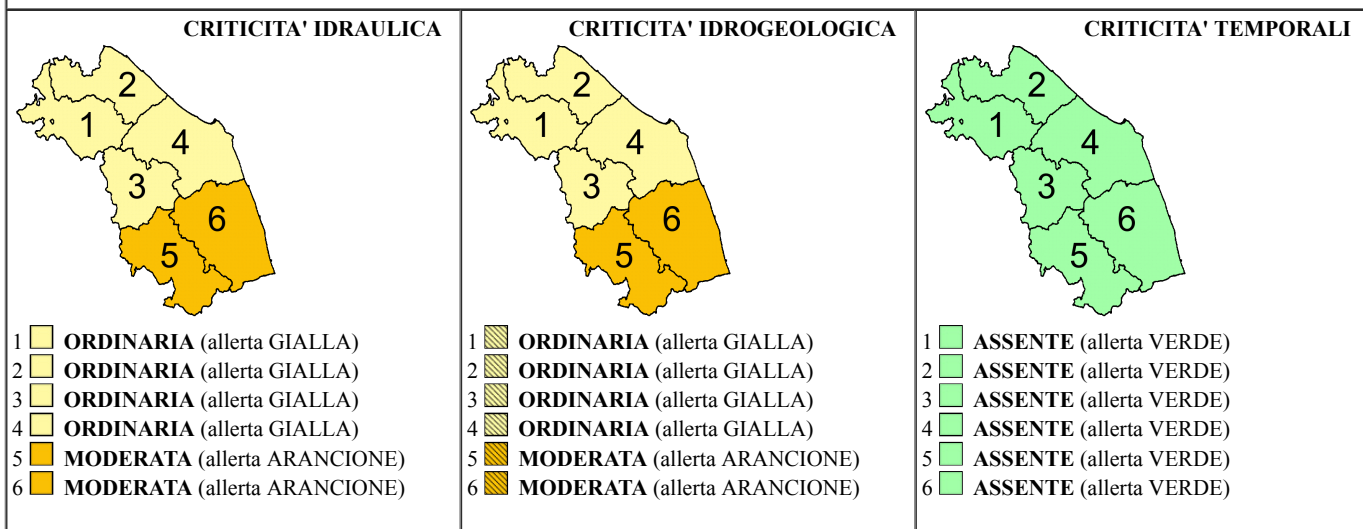 CRITICITA' IDRAULICA
2
1
4
3
6
5
1 ORDINARIA (allerta GIALLA)
2 ORDINARIA (allerta GIALLA)
3 ORDINARIA (allerta GIALLA)
4 ORDINARIA (allerta GIALLA)
5 MODERATA (allerta ARANCIONE)
6 MODERATA (allerta ARANCIONE)
CRITICITA' IDROGEOLOGICA
2
1
4
3
6
5
1 ORDINARIA (allerta GIALLA)
2 ORDINARIA (allerta GIALLA)
3 ORDINARIA (allerta GIALLA)
4 ORDINARIA (allerta GIALLA)
5 MODERATA (allerta ARANCIONE)
6 MODERATA (allerta ARANCIONE)
CRITICITA' TEMPORALI
2
1
4
3
6
5
1 ASSENTE (allerta VERDE)
2 ASSENTE (allerta VERDE)
3 ASSENTE (allerta VERDE)
4 ASSENTE (allerta VERDE)
5 ASSENTE (allerta VERDE)
6 ASSENTE (allerta VERDE)